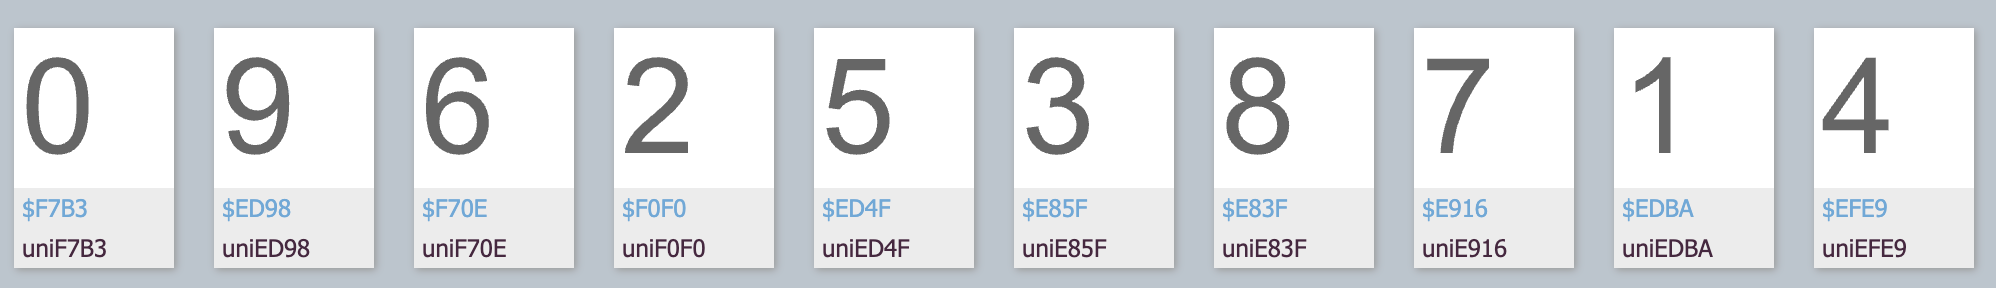 0 9 6 2 5 3 8 7 1 4
$F7B3 $ED98 $F70E $F0F0 $ED4F $E85F $E83F $E916 $EDBA $EFE9
uniF7B3 uniED98 uniF70E uniF0F0 uniED4F uniE85F uniE83F uniE916 uniEDBA uniEFE9